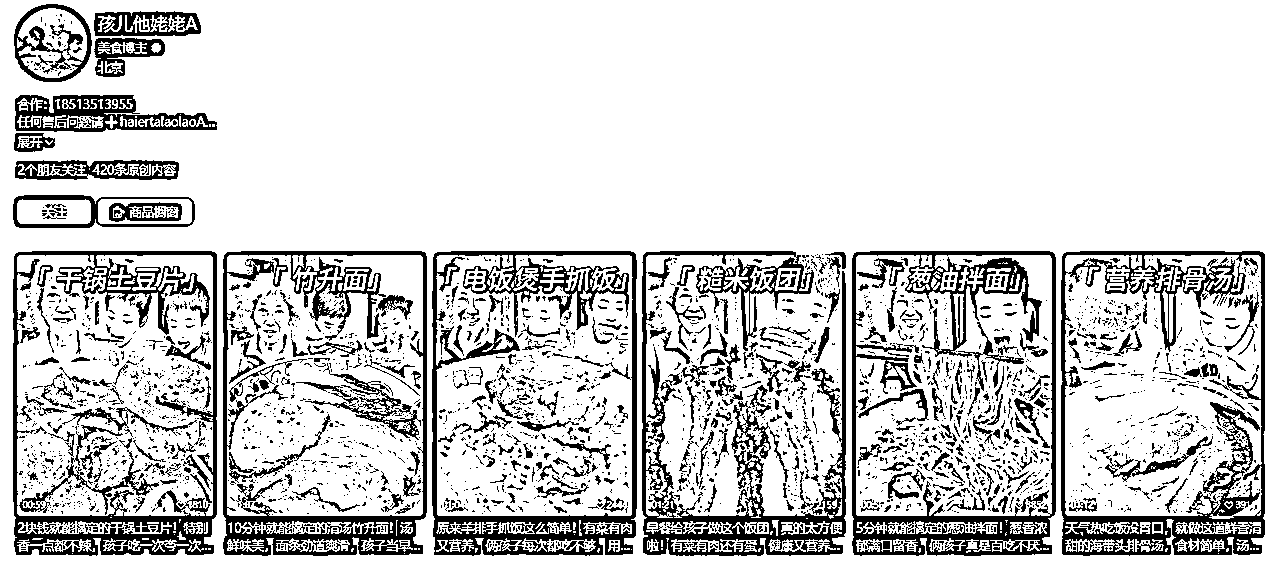 孩儿他姥姥A
美食博主
北京
合作：18513513955
任何售后问题请➕haiertalaolaoA...
展开
2个朋友关注 420条原创内容
关注
商品橱窗
「干锅土豆片」
「竹升面」
「电饭煲手抓饭」
「糙米饭团」
「葱油拌面」
「营养排骨汤」
2块钱就能搞定的干锅土豆片！特别
香一点都不辣，孩子吃一次夸一次...
10分钟就能搞定的清汤竹升面！汤
鲜味美，面条劲道爽滑，孩子当早...
原来羊排手抓饭这么简单！有菜有肉
又营养，俩孩子每次都吃不够，用...
早餐给孩子做这个饭团，真的太方便
啦！有菜有肉还有蛋，健康又营养...
5分钟就能搞定的葱油拌面！葱香浓
郁满口留香，俩孩子真是百吃不厌...
天气热吃饭没胃口，就做这道鲜香清
甜的海带头排骨汤，食材简单，汤...